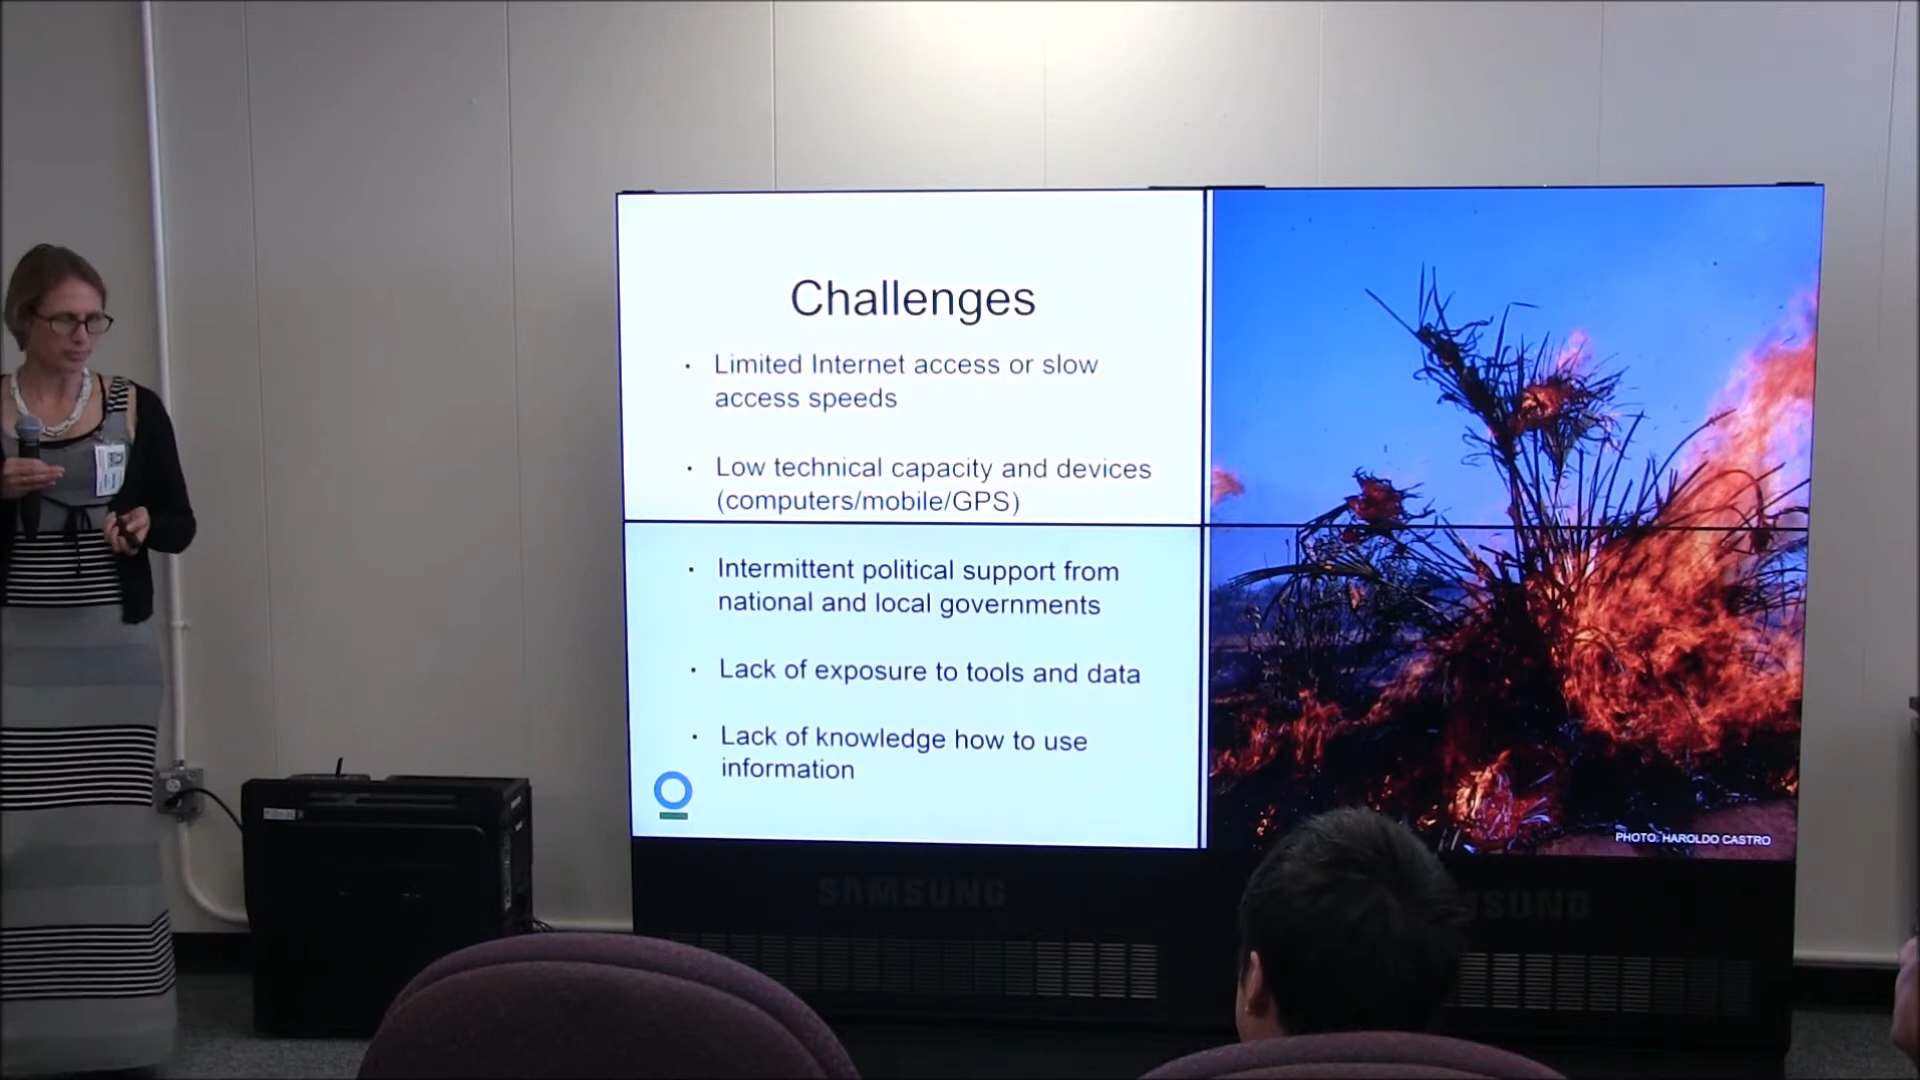 Challenges
· Limited Internet access or slow
access speeds
· Low technical capacity and devices
(computers/mobile/GPS)
· Intermittent political support from
national and local governments
· Lack of exposure to tools and data
· Lack of knowledge how to use
information
PHOTO: HAROLDO CASTRO
SAMSUNG
SUNG